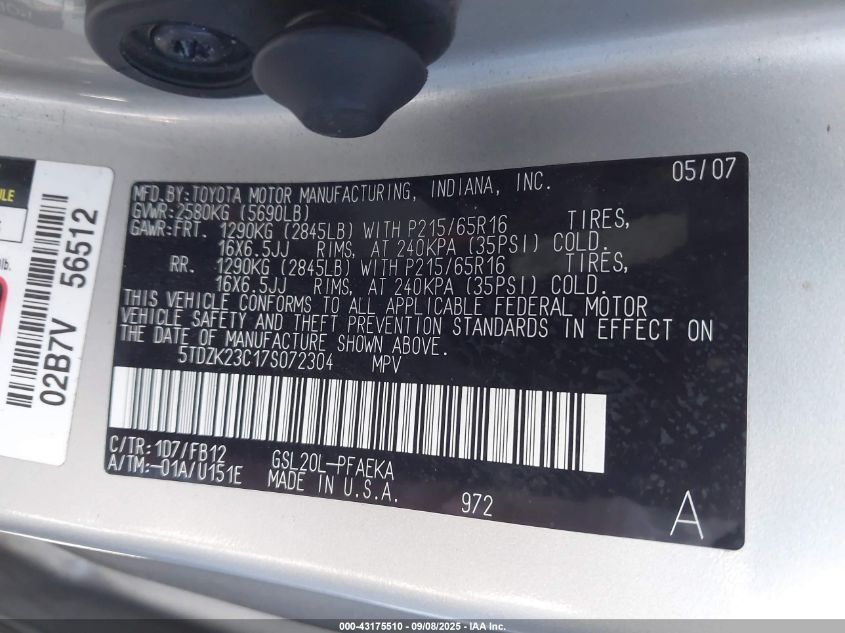 05/07
MFD.BY:TOYOTA MOTOR MANUFACTURING, INDIANA, INC.
GVWR:2580KG (5690LB)
GAWR:FRT. 1290KG (2845LB) WITH P215/65R16 TIRES,
16X6.5JJ RIMS, AT 240KPA (35PSI) COLD.
RR. 1290KG (2845LB) WITH P215/65R16 TIRES,
16X6.5JJ RIMS, AT 240KPA (35PSI) COLD.
THIS VEHICLE CONFORMS TO ALL APPLICABLE FEDERAL MOTOR
VEHICLE SAFETY AND THEFT PREVENTION STANDARDS IN EFFECT ON
THE DATE OF MANUFACTURE SHOWN ABOVE.
5TDZK23C17S072304 MPV
C/TR: 1D7/FB12 GSL20L-PFAEKA
A/TM:-01A/U151E MADE IN U.S.A.
972
A
02B7V 56512
lb.
000-43175510 - 09/08/2025 - IAA Inc.